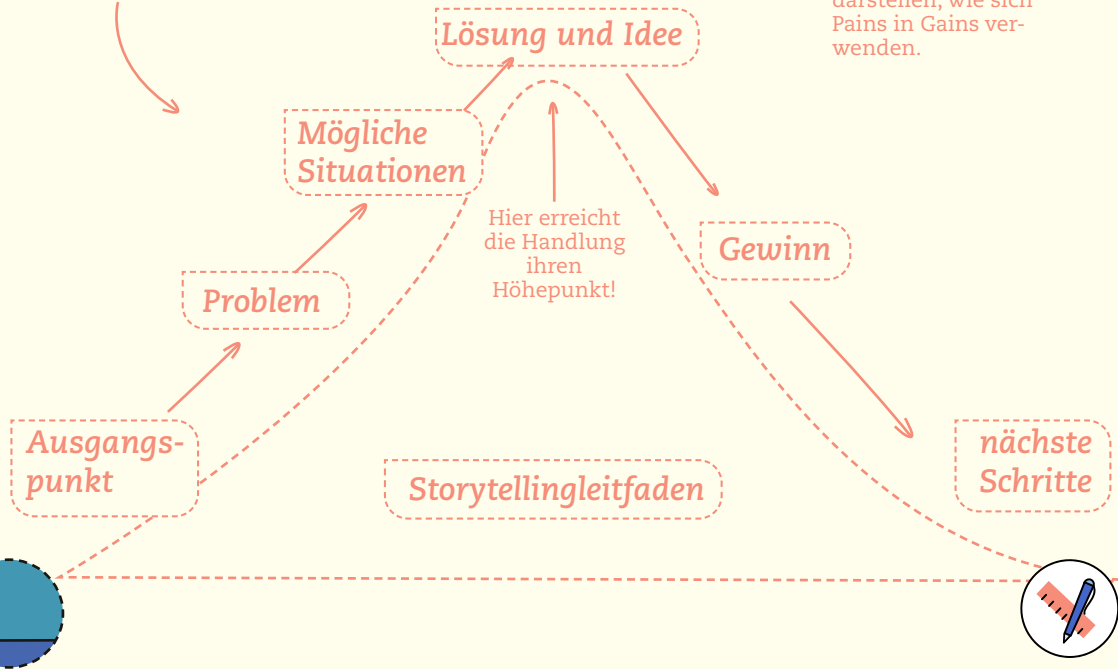 darstellen, wie sich
Pains in Gains ver-
wenden.
Lösung und Idee
Mögliche
Situationen
Hier erreicht
die Handlung
ihren
Höhepunkt!
Gewinn
Problem
Ausgangs-
punkt
Storytellingleitfaden
nächste
Schritte